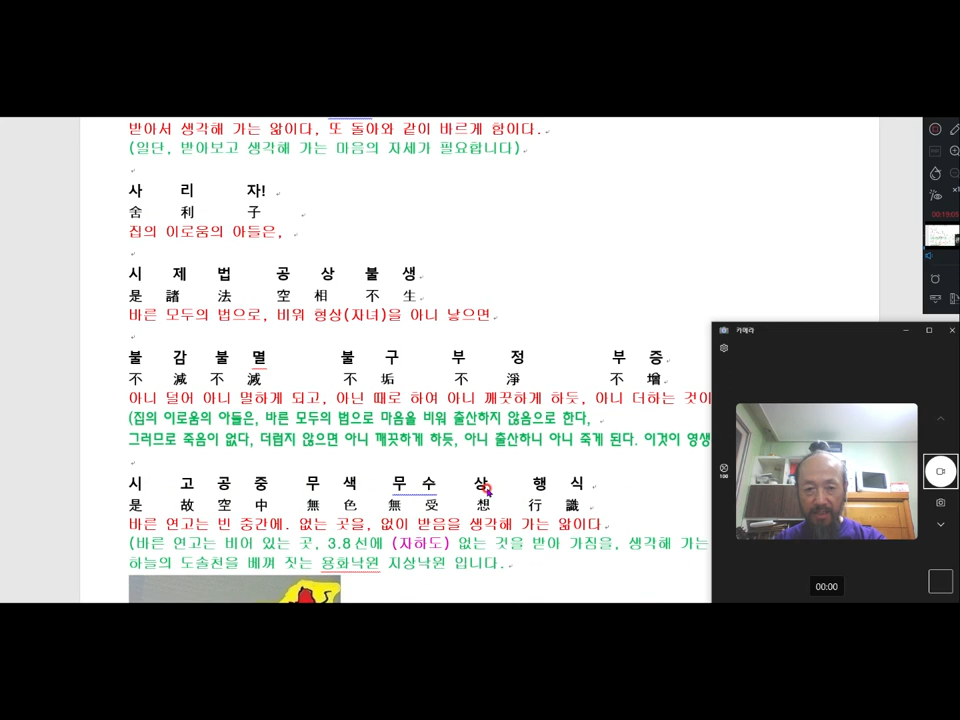 받아서 생각해 가는 앎이다, 또 돌아와 같이 바르게 함이다.
(일단, 받아보고 생각해 가는 마음의 자세가 필요합니다)
사 리 자!
舍 利 子
집의 이로움의 아들은,
시 제 법 공 상 불 생
是 諸 法 空 相 不 生
바른 모두의 법으로, 비워 형상(자녀)을 아니 낳으면
불 감 불 멸 불 구 부 정 부 증
不 減 不 滅 不 垢 不 淨 不 增
아니 덜어 아니 멸하게 되고, 아닌 때로 하여 아니 깨끗하게 하듯, 아니 더하는 것이
(집의 이로움의 아들은, 바른 모두의 법으로 마음을 비워 출산하지 않음으로 한다,
그러므로 죽음이 없다, 더럽지 않으면 아니 깨끗하게 하듯, 아니 출산하니 아니 죽게 된다. 이것이 영생
시 고 공 중 무 색 무 수 상 행 식
是 故 空 中 無 色 無 受 想 行 識
바른 연고는 빈 중간에. 없는 곳을, 없이 받음을 생각해 가는 앎이다
(바른 연고는 비어 있는 곳, 3.8선에 (자하도) 없는 것을 받아 가짐을, 생각해 가는
하늘의 도솔천을 베껴 짓는 용화낙원 지상낙원 입니다.
카메라
100
00:00
00:19:05
×1